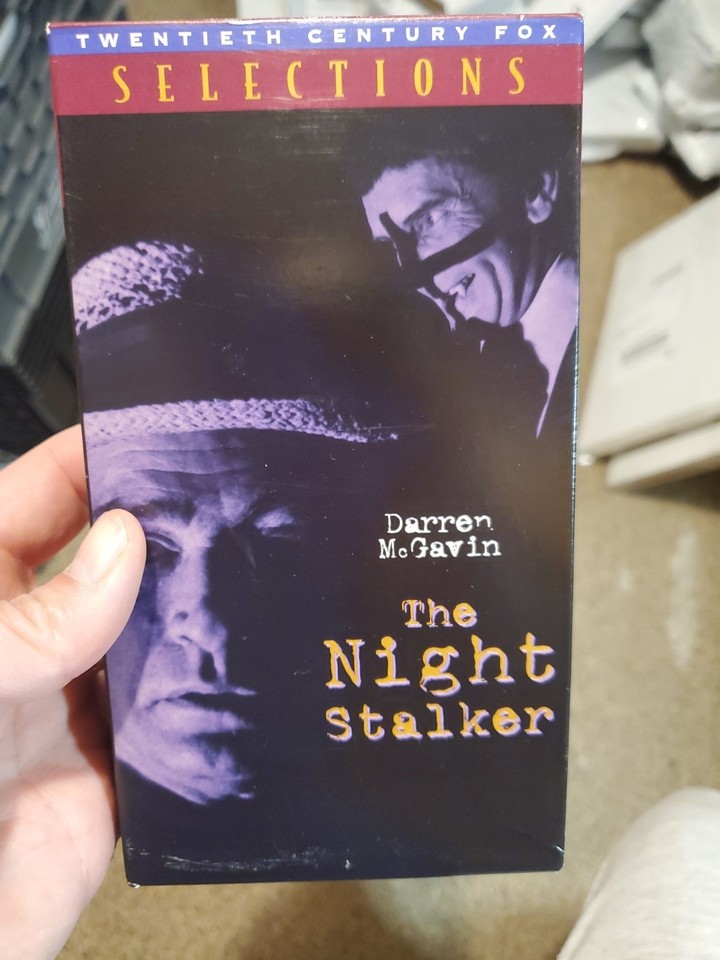 TWENTIETH CENTURY FOX
SELECTIONS
Darren
McGavin
The
Night
Stalker